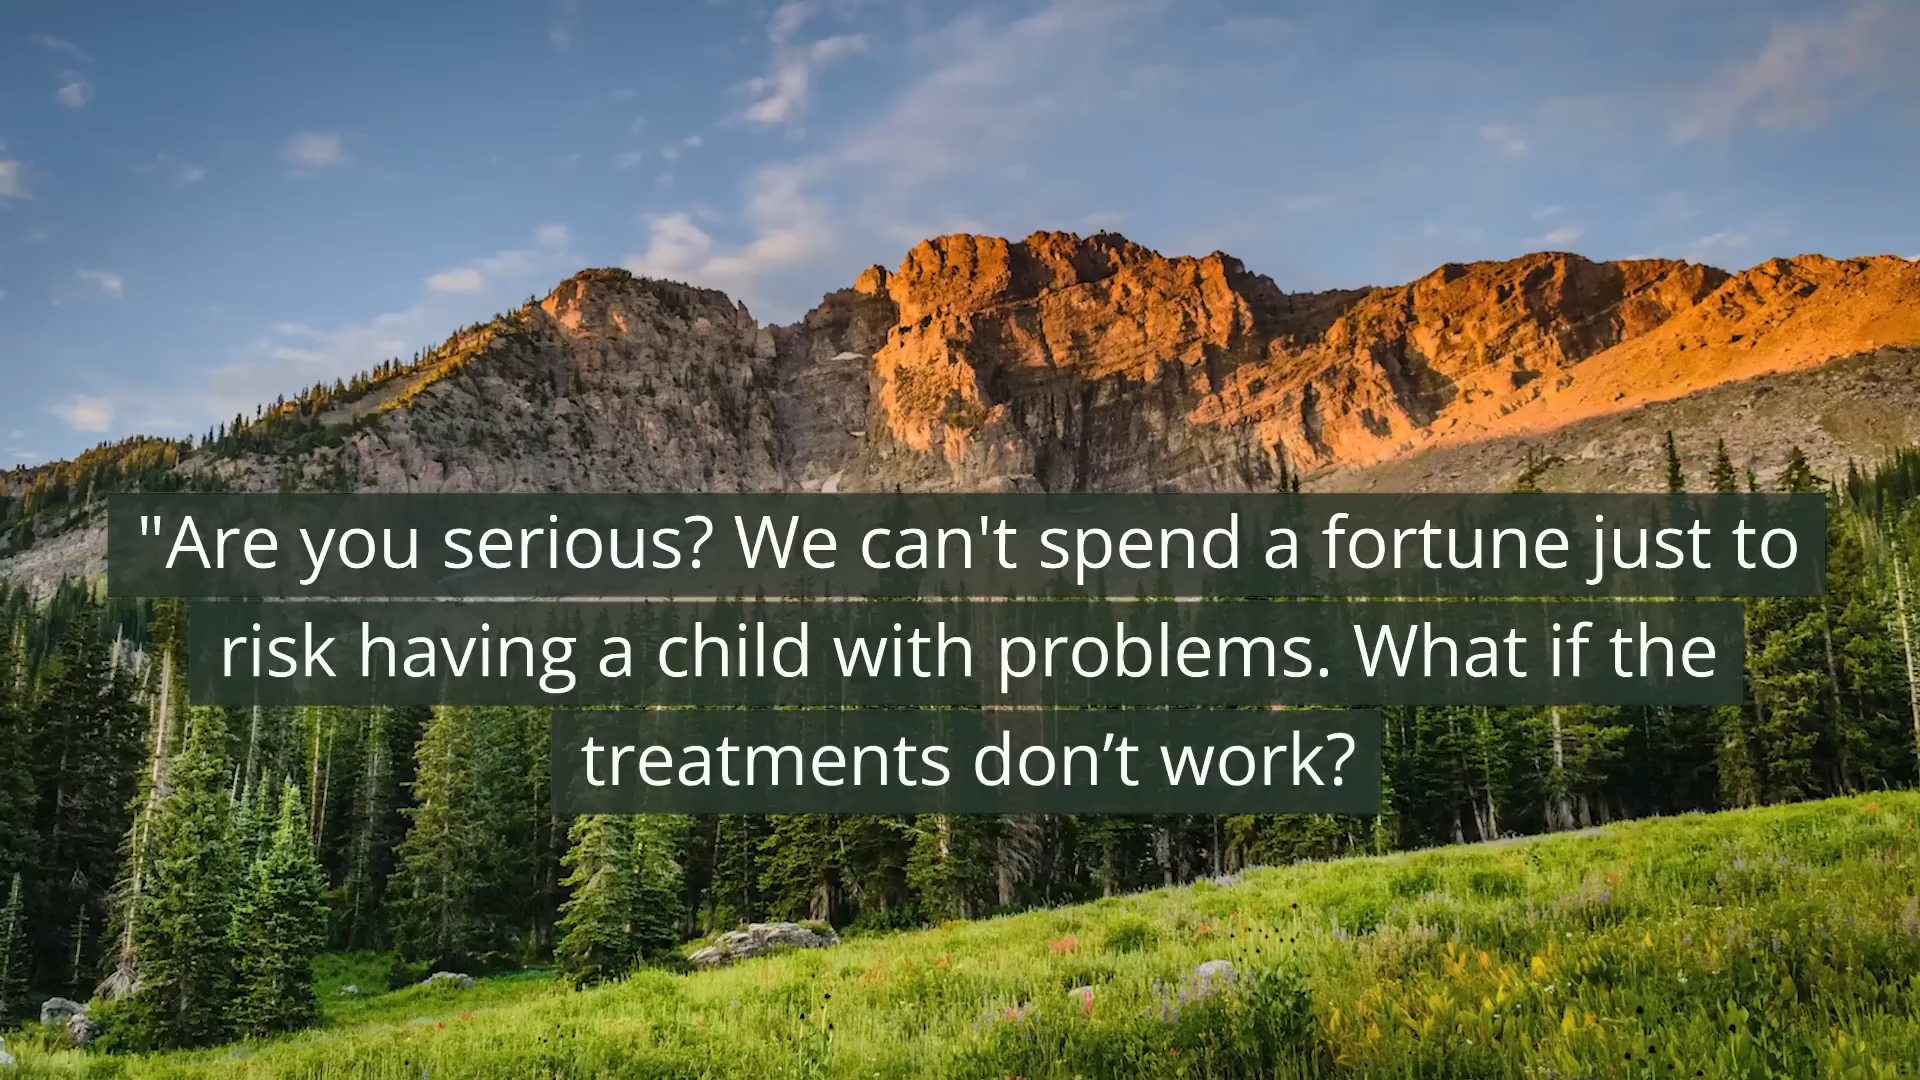 "Are you serious? We can't spend a fortune just to
risk having a child with problems. What if the
treatments don’t work?